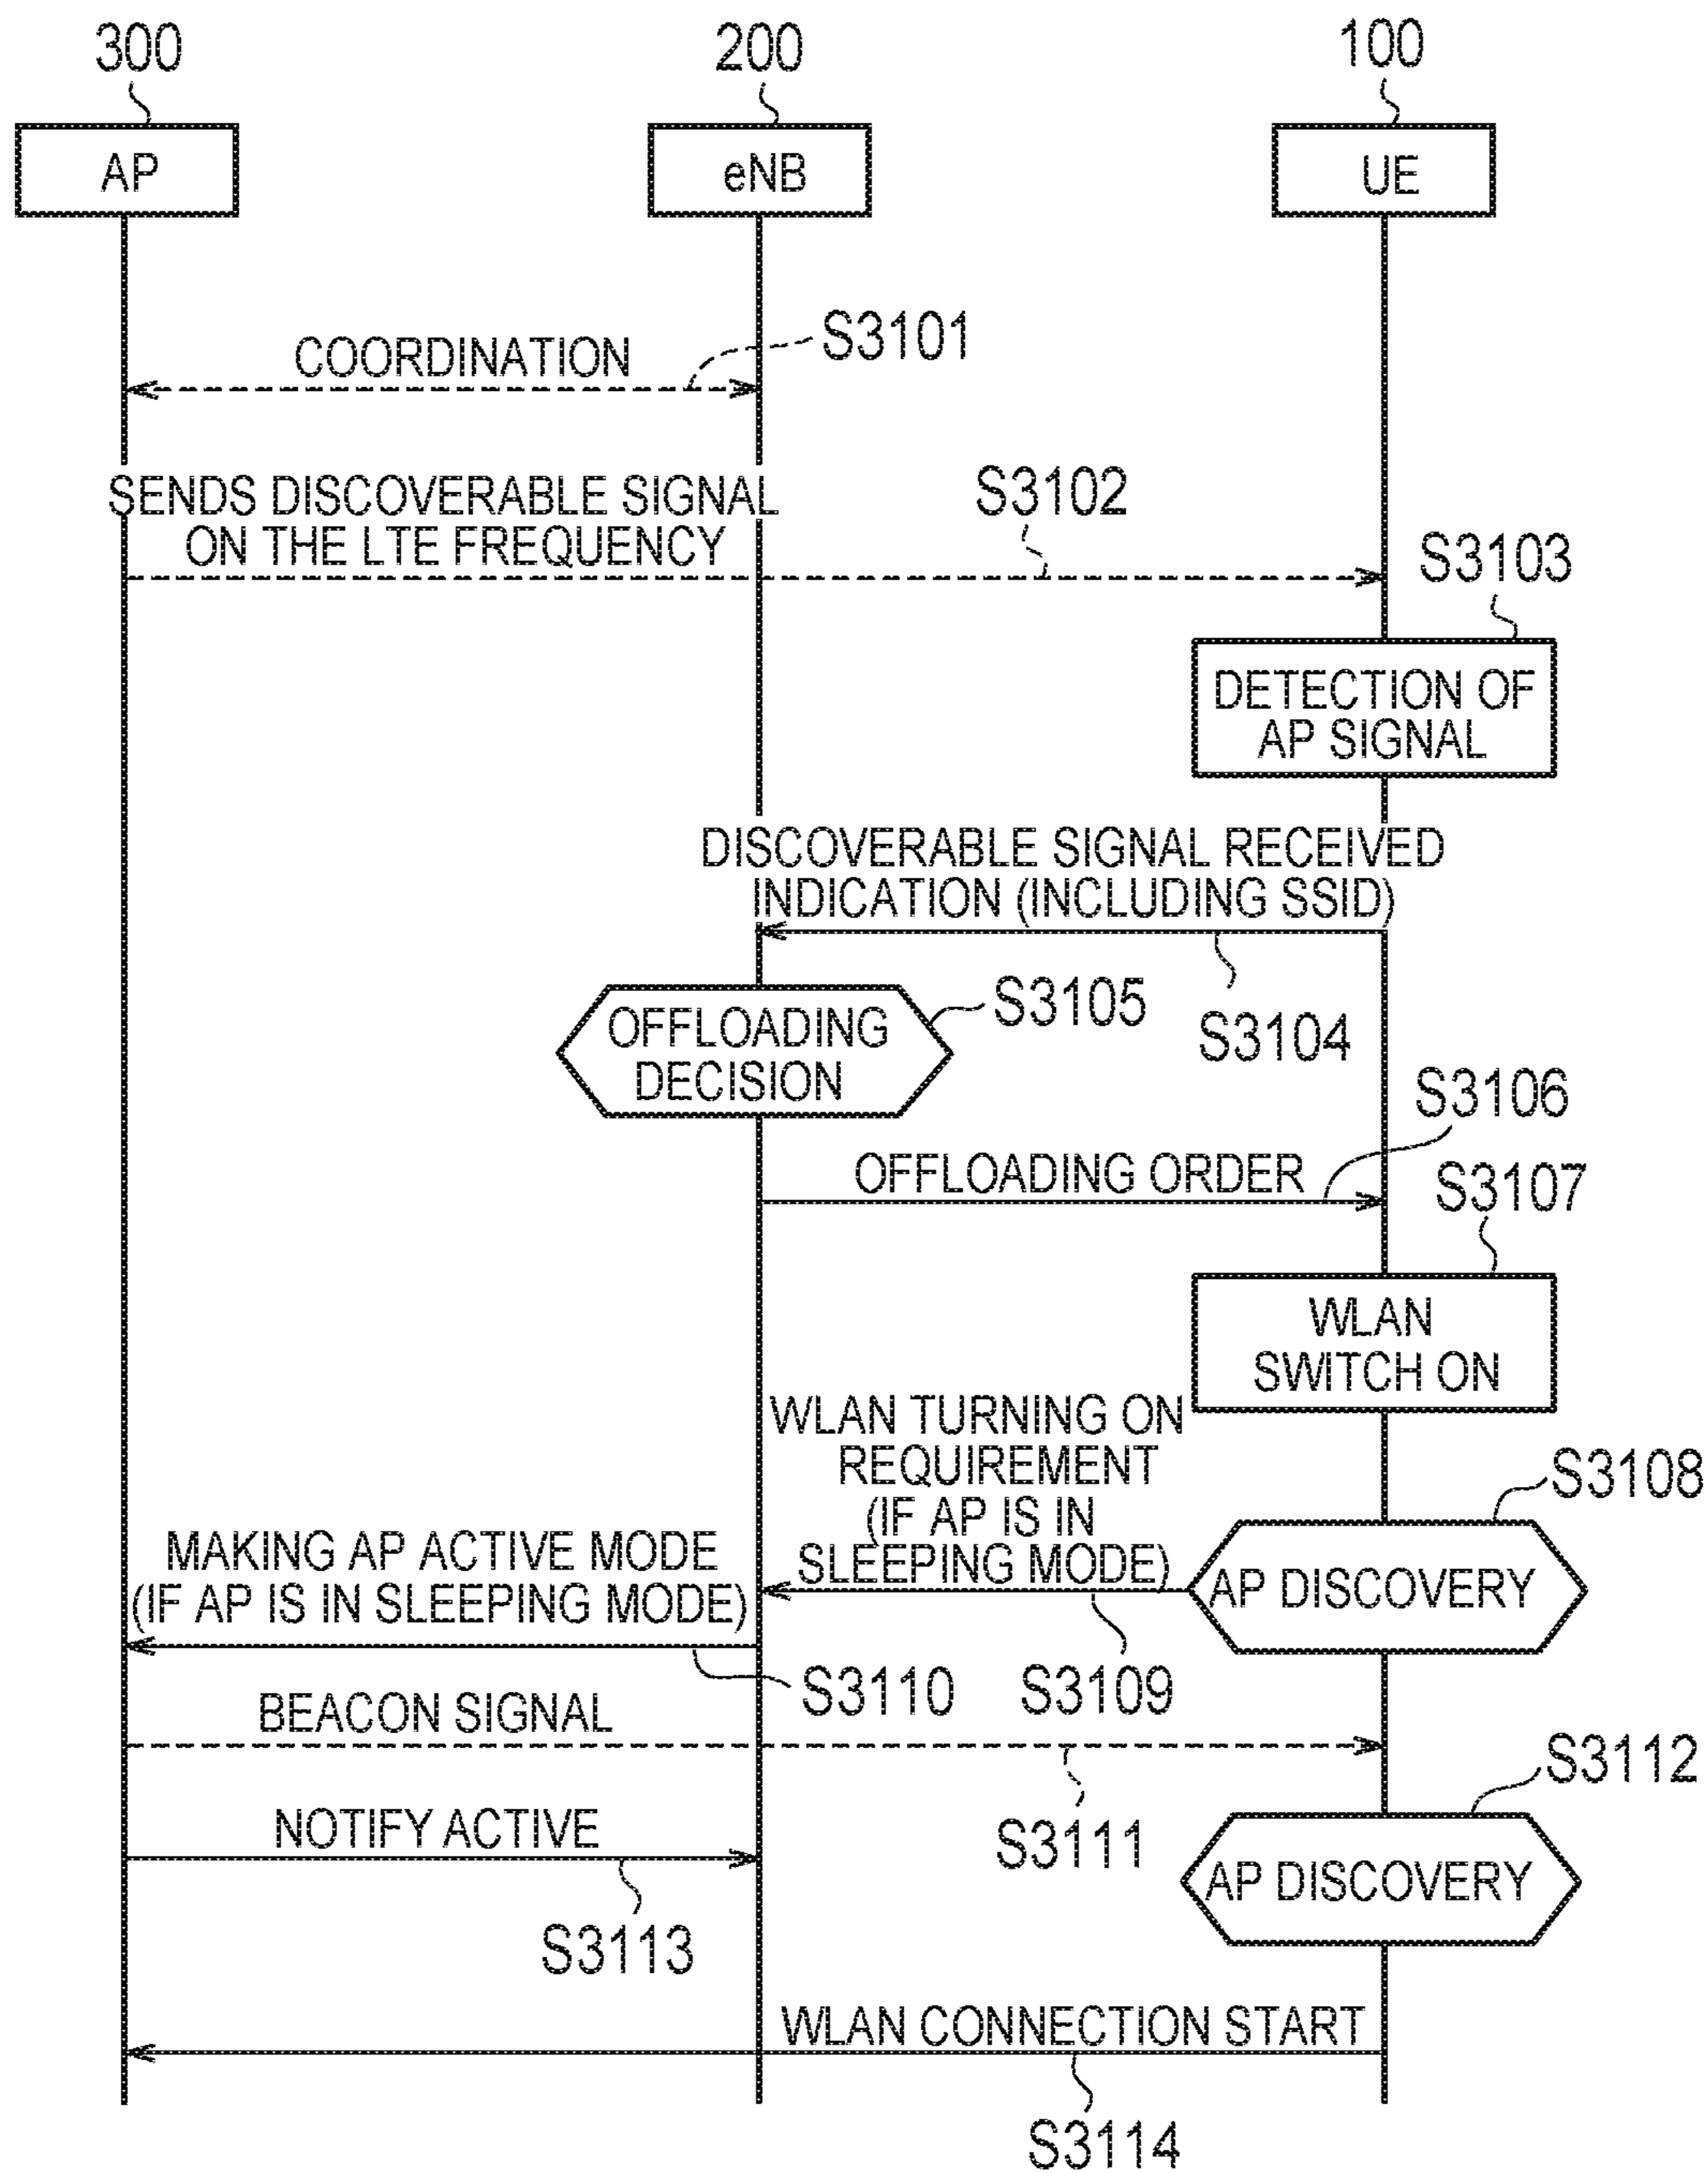 300
200
100
AP
eNB
UE
COORDINATION
S3101
SENDS DISCOVERABLE SIGNAL
ON THE LTE FREQUENCY
S3102
S3103
DETECTION OF
AP SIGNAL
DISCOVERABLE SIGNAL RECEIVED
INDICATION (INCLUDING SSID)
S3104
OFFLOADING
DECISION
S3105
OFFLOADING ORDER
S3106
S3107
WLAN
SWITCH ON
WLAN TURNING ON
REQUIREMENT
(IF AP IS IN
SLEEPING MODE)
S3108
AP DISCOVERY
MAKING AP ACTIVE MODE
(IF AP IS IN SLEEPING MODE)
S3110
S3109
BEACON SIGNAL
S3111
S3112
AP DISCOVERY
NOTIFY ACTIVE
S3113
WLAN CONNECTION START
S3114